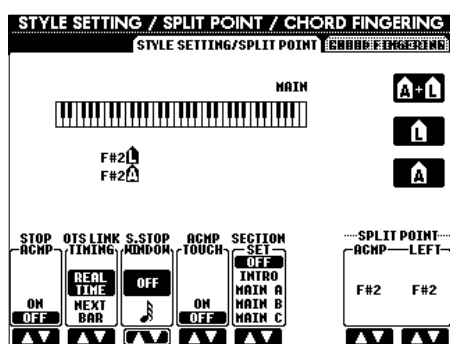 STYLE SETTING / SPLIT POINT / CHORD FINGERING
STYLE SETTING/SPLIT POINT CHORD FINGERING
MAIN
A+L
F#2 L
L
F#2 A
A
STOP ACMP
ON
OFF
OTS LINK TIMING
REAL TIME
NEXT BAR
S.STOP WINDOW
OFF
ACMP TOUCH
ON
OFF
SECTION SET
OFF
INTRO
MAIN A
MAIN B
MAIN C
SPLIT POINT
ACMP LEFT
F#2 F#2